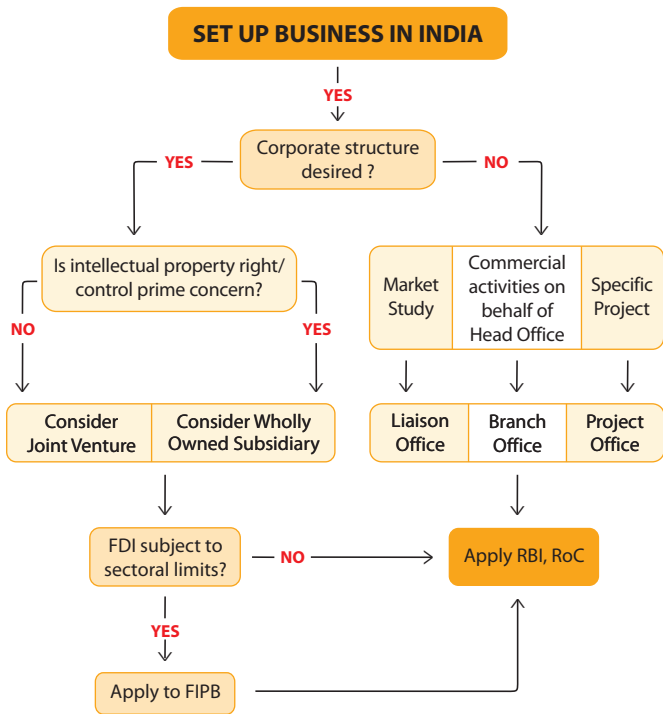 SET UP BUSINESS IN INDIA
YES
Corporate structure
desired ?
YES
NO
Is intellectual property right/
control prime concern?
NO
YES
Market
Study
Commercial
activities on
behalf of
Head Office
Specific
Project
Consider
Joint Venture
Consider Wholly
Owned Subsidiary
Liaison
Office
Branch
Office
Project
Office
FDI subject to
sectoral limits?
NO
Apply RBI, RoC
YES
Apply to FIPB